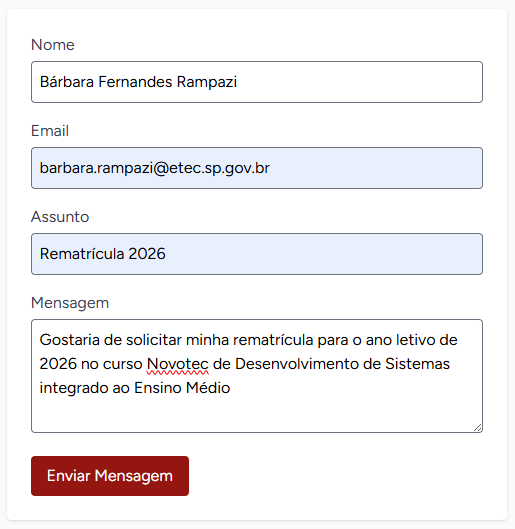 Nome
Bárbara Fernandes Rampazi
Email
barbara.rampazi@etec.sp.gov.br
Assunto
Rematrícula 2026
Mensagem
Gostaria de solicitar minha rematrícula para o ano letivo de
2026 no curso Novotec de Desenvolvimento de Sistemas
integrado ao Ensino Médio
Enviar Mensagem